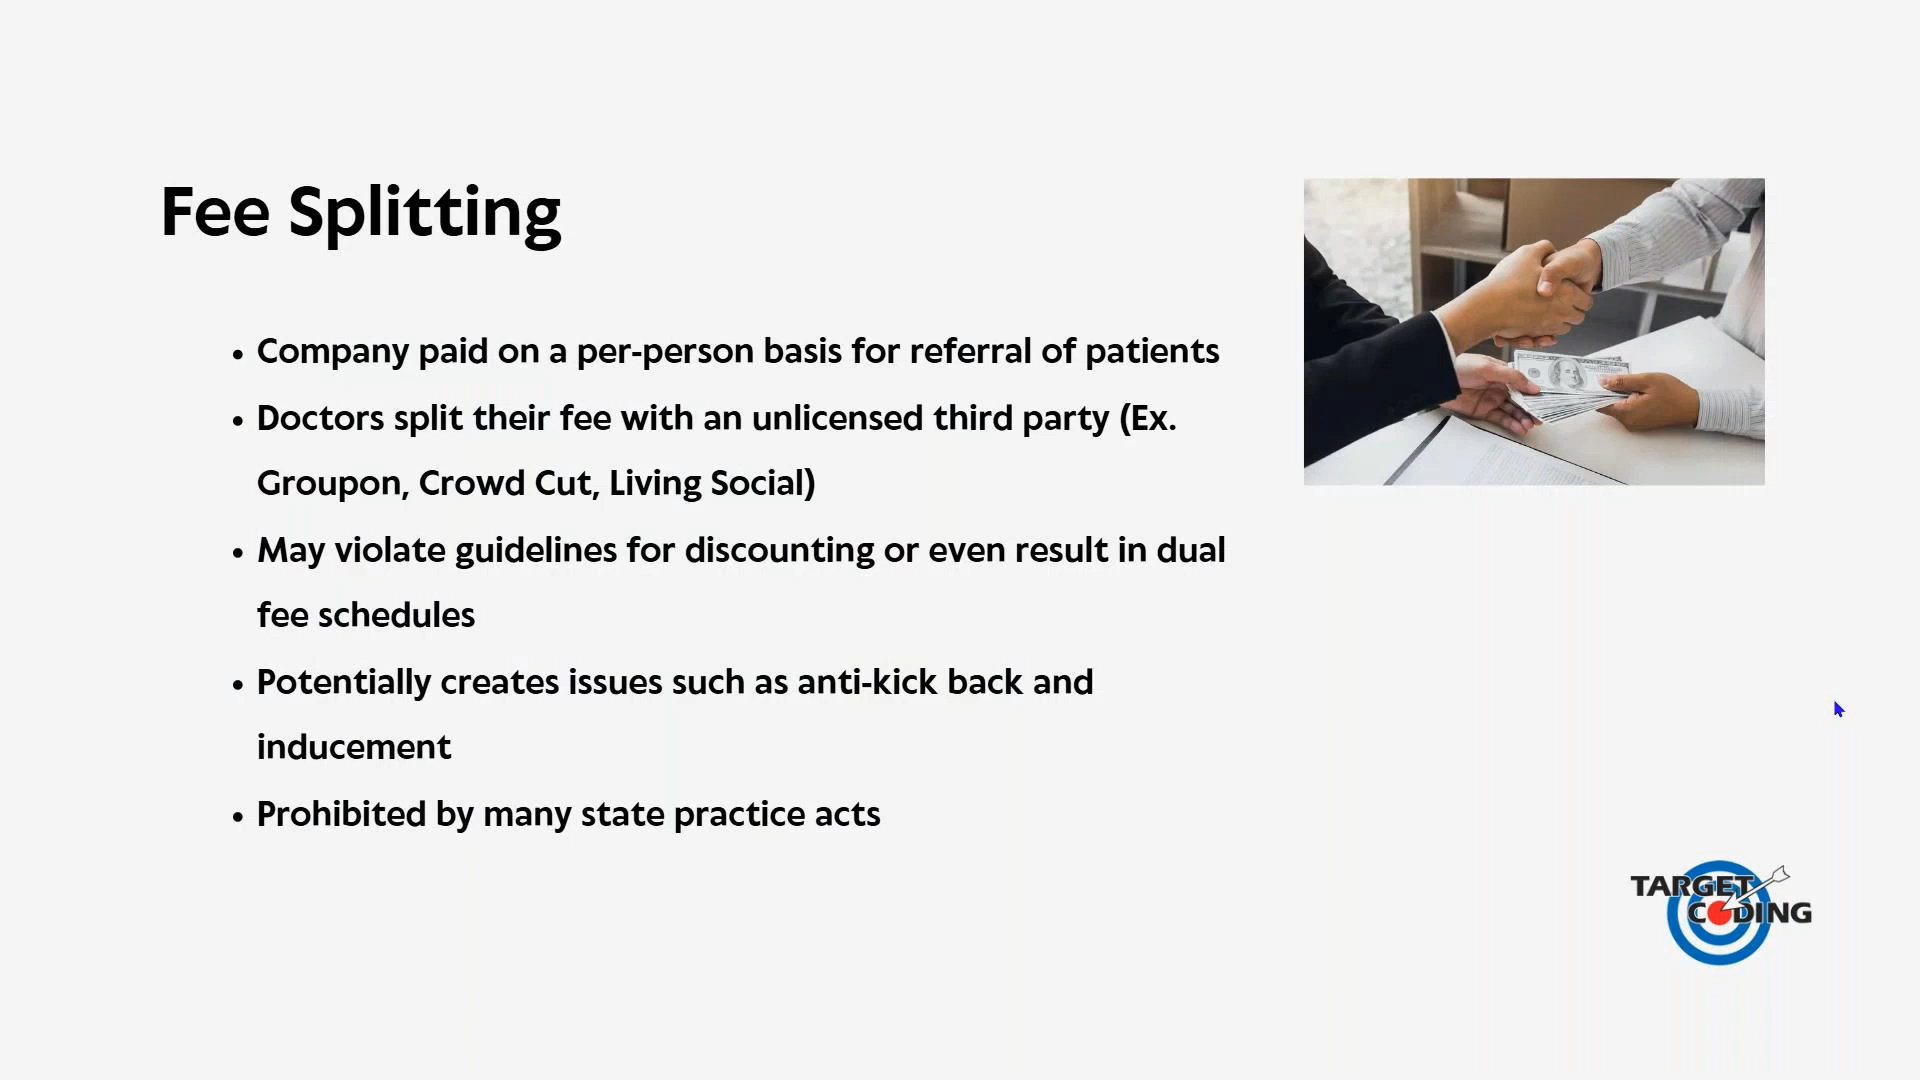 Fee Splitting
• Company paid on a per-person basis for referral of patients
• Doctors split their fee with an unlicensed third party (Ex.
Groupon, Crowd Cut, Living Social)
• May violate guidelines for discounting or even result in dual
fee schedules
• Potentially creates issues such as anti-kick back and
inducement
• Prohibited by many state practice acts
TARGET
CODING